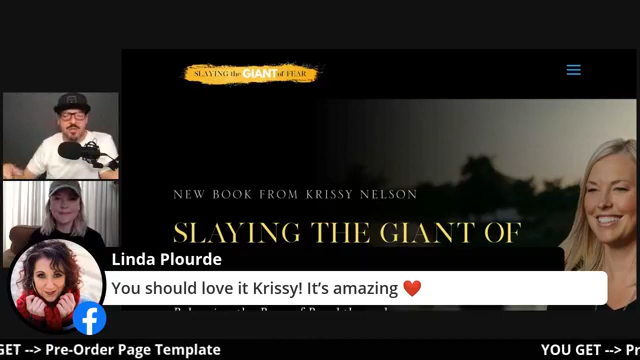 SLAYING the GIANT of FEAR
NEW BOOK FROM KRISSY NELSON
SLAYING THE GIANT OF
Linda Plourde
You should love it Krissy! It’s amazing ❤️
GET --> Pre-Order Page Template
YOU GET --> Pr